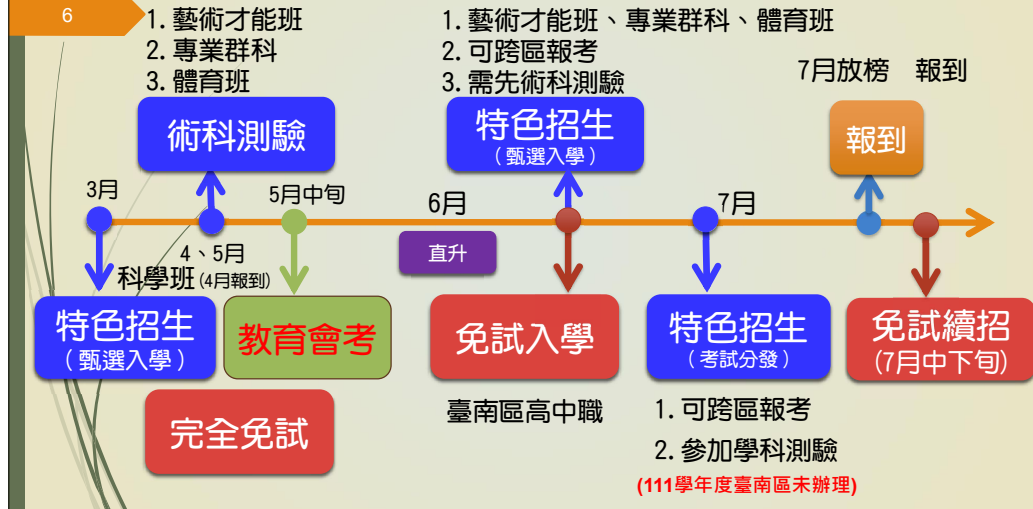 6
1. 藝術才能班
2. 專業群科
3. 體育班
1. 藝術才能班、專業群科、體育班
2. 可跨區報考
3. 需先術科測驗
7月放榜 報到
術科測驗
特色招生
（甄選入學）
報到
3月
5月中旬
6月
7月
4、5月
直升
科學班 (4月報到)
特色招生
（甄選入學）
教育會考
免試入學
特色招生
（考試分發）
免試續招
(7月中下旬)
完全免試
臺南區高中職
1. 可跨區報考
2. 參加學科測驗
(111學年度臺南區未辦理)